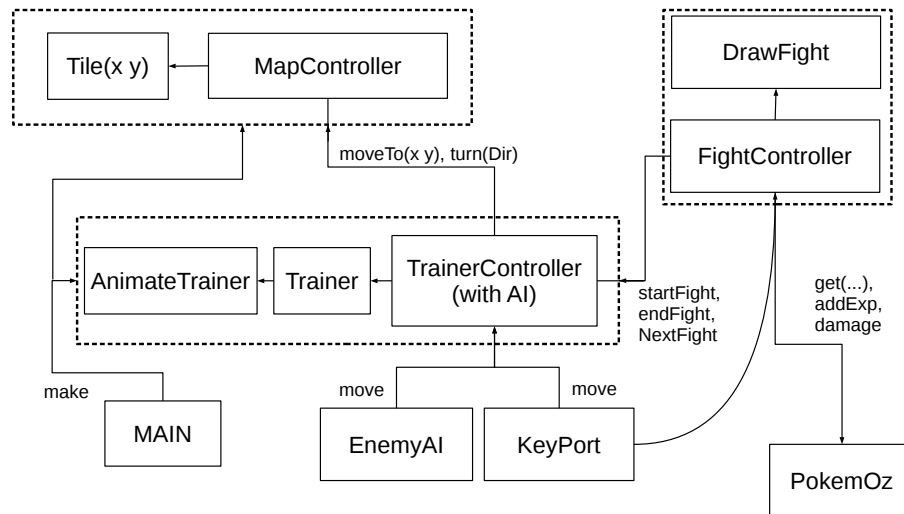 DrawFight
Tile(x y)
MapController
FightController
moveTo(x y), turn(Dir)
AnimateTrainer
Trainer
TrainerController
(with AI)
startFight,
endFight,
NextFight
get(...),
addExp,
damage
make
move
move
MAIN
EnemyAI
KeyPort
PokemOz